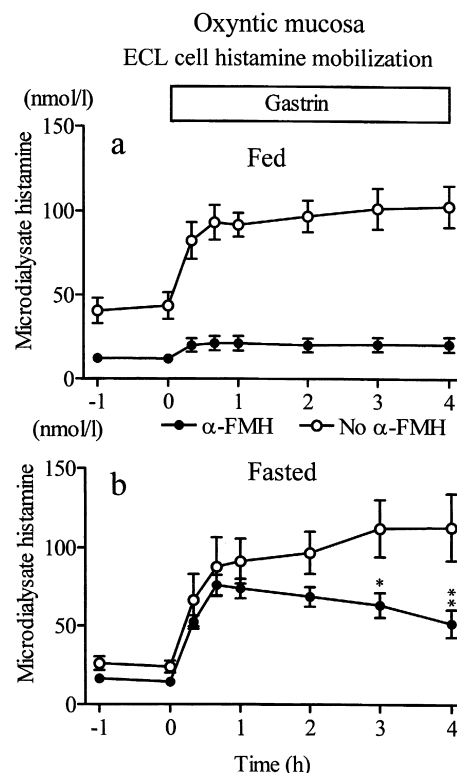 Oxyntic mucosa
ECL cell histamine mobilization
(nmol/l)
Gastrin
150
a
Fed
100
50
0
Microdialysate histamine
-1 0 1 2 3 4
(nmol/l)
α-FMH
No α-FMH
150
b
Fasted
100
50
0
Microdialysate histamine
*
**
-1 0 1 2 3 4
Time (h)